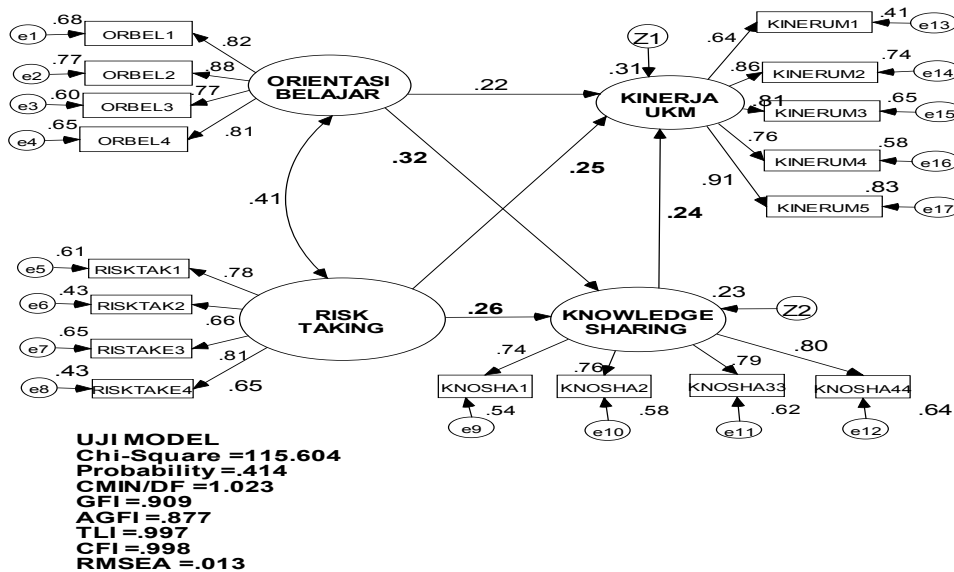 e1
.68
ORBEL1
.82
e2
.77
ORBEL2
.88
e3
.60
ORBEL3
.77
e4
.65
ORBEL4
.81
ORIENTASI
BELAJAR
.22
.32
.41
.25
.24
Z1
.31
KINERJA
UKM
.64
KINERUM1
.41
e13
.86
KINERUM2
.74
e14
.81
KINERUM3
.65
e15
.76
KINERUM4
.58
e16
.91
KINERUM5
.83
e17
e5
.61
RISKTAK1
.78
e6
.43
RISKTAK2
.66
e7
.65
RISTAKE3
.81
e8
.43
RISKTAKE4
.65
RISK
TAKING
.26
KNOWLEDGE
SHARING
.23
Z2
.74
.76
.79
.80
KNOSHA1
KNOSHA2
KNOSHA33
KNOSHA44
.54
.58
.62
.64
e9
e10
e11
e12
UJI MODEL
Chi-Square =115.604
Probability =.414
CMIN/DF =1.023
GFI =.909
AGFI =.877
TLI =.997
CFI =.998
RMSEA =.013